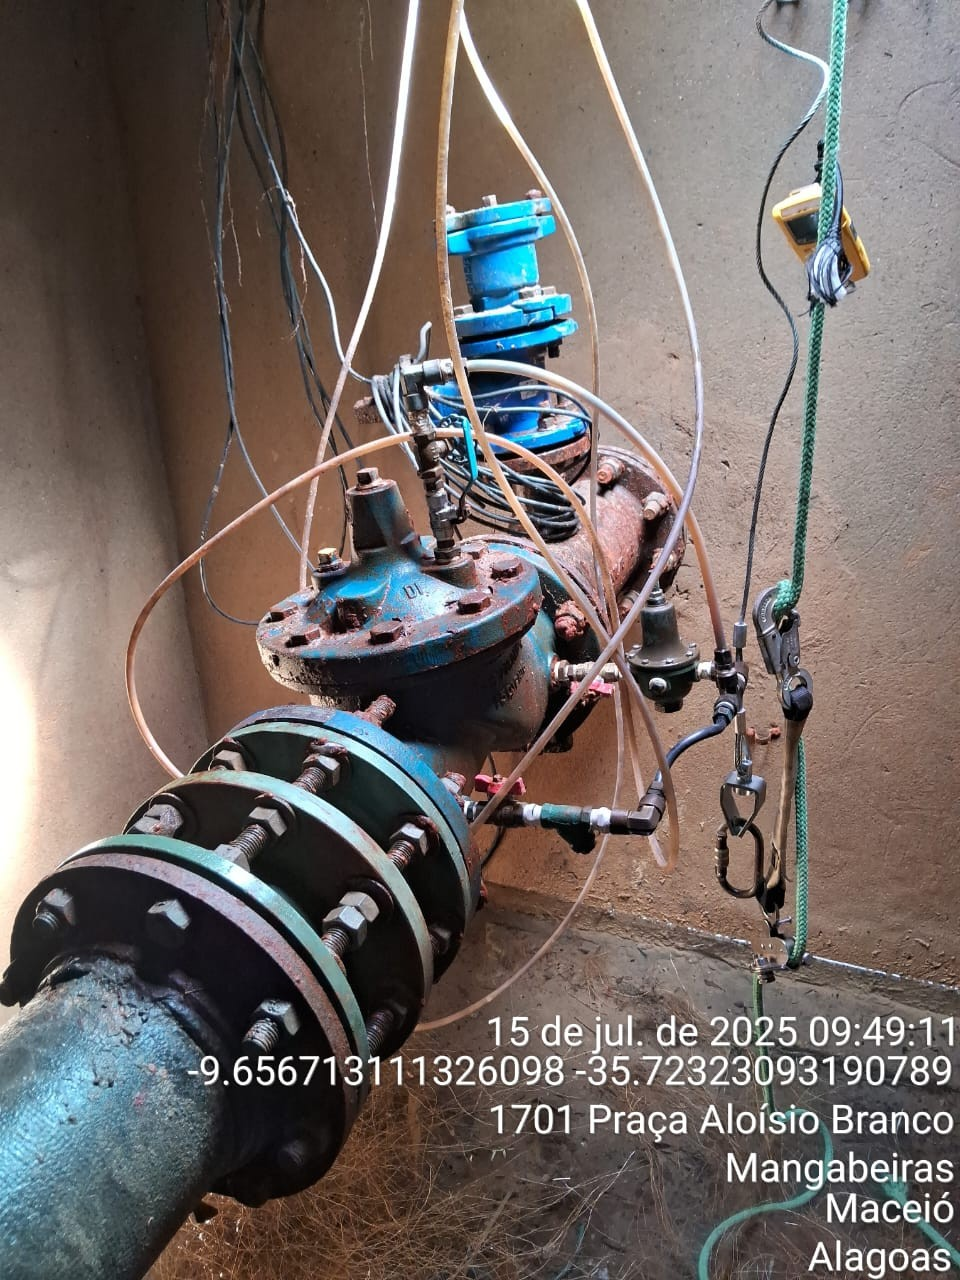 DI
15 de jul. de 2025 09:49:11
-9.656713111326098 -35.72323093190789
1701 Praça Aloísio Branco
Mangabeiras
Maceió
Alagoas